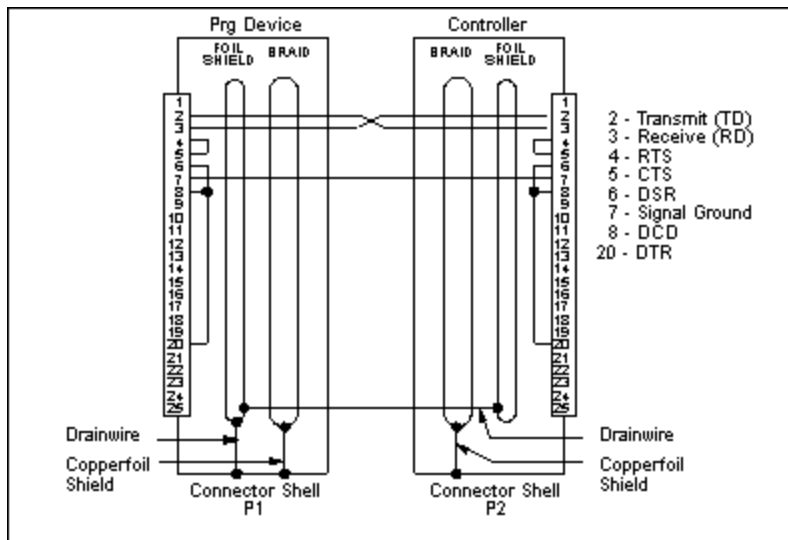 Prg Device
Controller
FOIL
SHIELD
BRAID
BRAID
FOIL
SHIELD
1
2
3
4
5
6
7
8
9
10
11
12
13
14
15
16
17
18
19
20
21
22
23
24
25
1
2
3
4
5
6
7
8
9
10
11
12
13
14
15
16
17
18
19
20
21
22
23
24
25
2 - Transmit (TD)
3 - Receive (RD)
4 - RTS
5 - CTS
6 - DSR
7 - Signal Ground
8 - DCD
20 - DTR
Drainwire
Copperfoil
Shield
Connector Shell
P1
Connector Shell
P2
Drainwire
Copperfoil
Shield